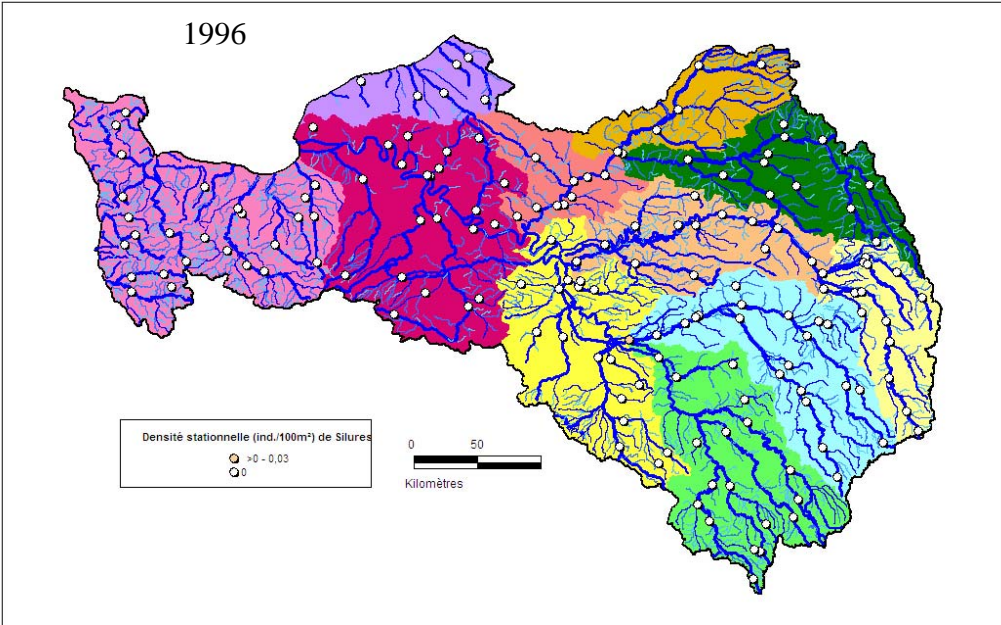 1996
Densité stationnelle (ind./100m²) de Silures
>0 - 0,03
0
0 50
Kilomètres